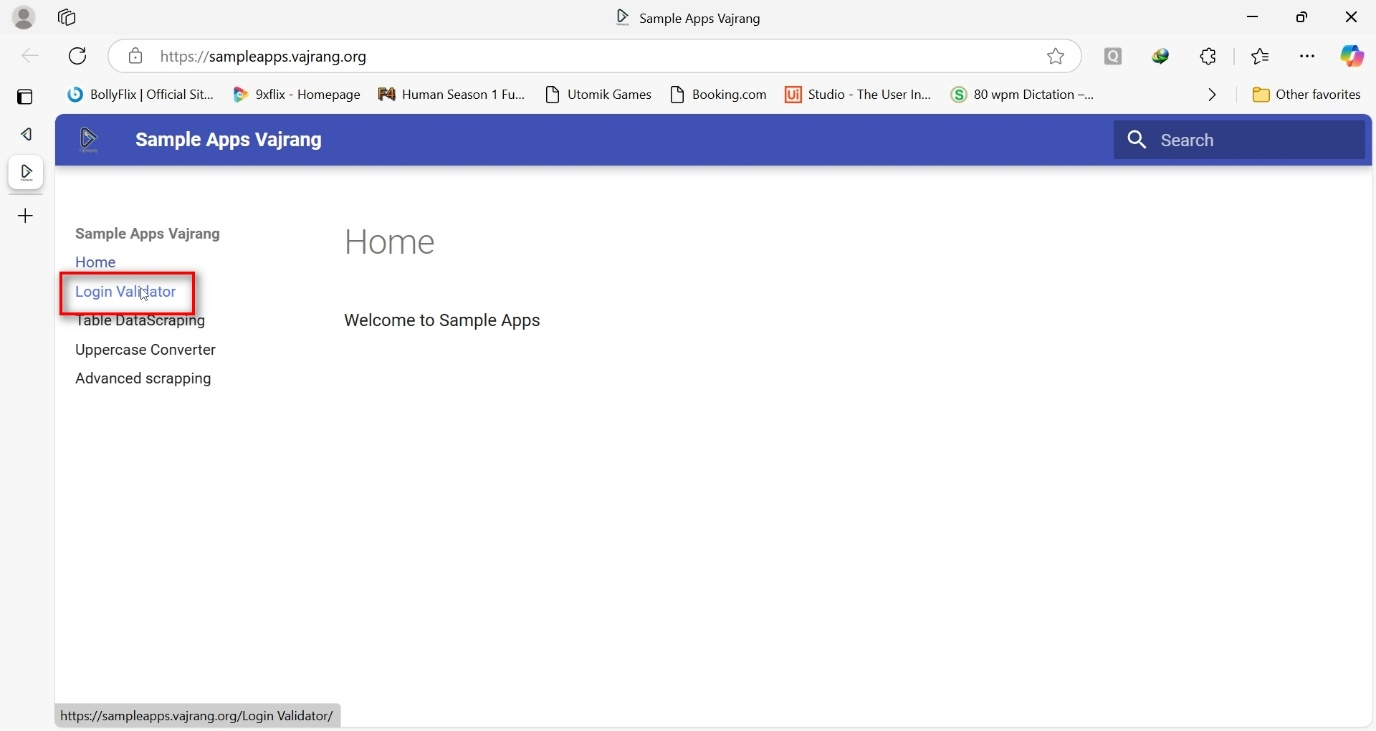 Sample Apps Vajrang
https://sampleapps.vajrang.org
Q
BollyFlix | Official Sit... 9xflix - Homepage Human Season 1 Fu... Utomik Games Booking.com Ui Studio - The User In... S 80 wpm Dictation –... Other favorites
Sample Apps Vajrang
Search
Sample Apps Vajrang
Home
Login Validator
Table DataScraping
Uppercase Converter
Advanced scrapping
Home
Welcome to Sample Apps
https://sampleapps.vajrang.org/Login Validator/